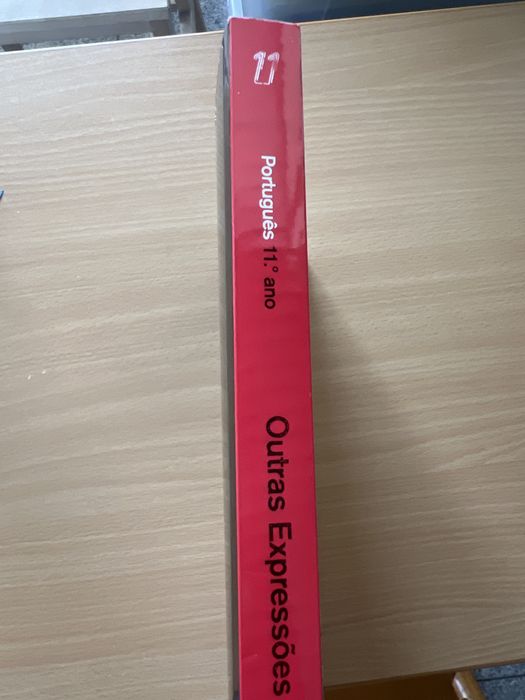 11
Português 11.º ano
Outras Expressões